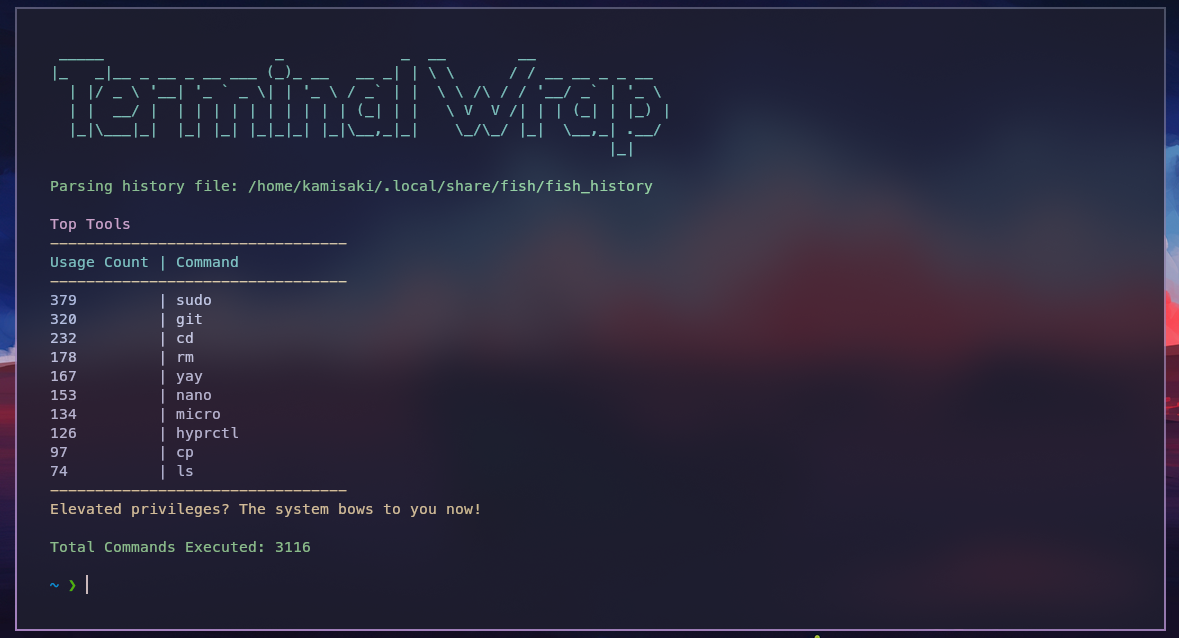 Terminal Wrap
Parsing history file: /home/kamisaki/.local/share/fish/fish_history
Top Tools
---------------------------------
Usage Count | Command
---------------------------------
379         | sudo
320         | git
232         | cd
178         | rm
167         | yay
153         | nano
134         | micro
126         | hyprctl
97          | cp
74          | ls
---------------------------------
Elevated privileges? The system bows to you now!
Total Commands Executed: 3116
~ ❯